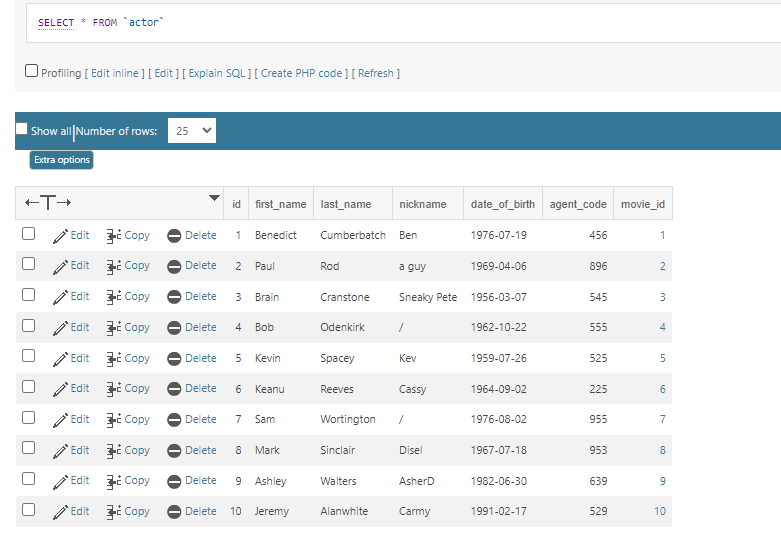 SELECT * FROM `actor`
Profiling [ Edit inline ] [ Edit ] [ Explain SQL ] [ Create PHP code ] [ Refresh ]
Show all Number of rows: 25
Extra options
←T→ id first_name last_name nickname date_of_birth agent_code movie_id
Edit Copy Delete 1 Benedict Cumberbatch Ben 1976-07-19 456 1
Edit Copy Delete 2 Paul Rod a guy 1969-04-06 896 2
Edit Copy Delete 3 Brain Cranstone Sneaky Pete 1956-03-07 545 3
Edit Copy Delete 4 Bob Odenkirk / 1962-10-22 555 4
Edit Copy Delete 5 Kevin Spacey Kev 1959-07-26 525 5
Edit Copy Delete 6 Keanu Reeves Cassy 1964-09-02 225 6
Edit Copy Delete 7 Sam Wortington / 1976-08-02 955 7
Edit Copy Delete 8 Mark Sinclair Disel 1967-07-18 953 8
Edit Copy Delete 9 Ashley Walters AsherD 1982-06-30 639 9
Edit Copy Delete 10 Jeremy Alanwhite Carmy 1991-02-17 529 10